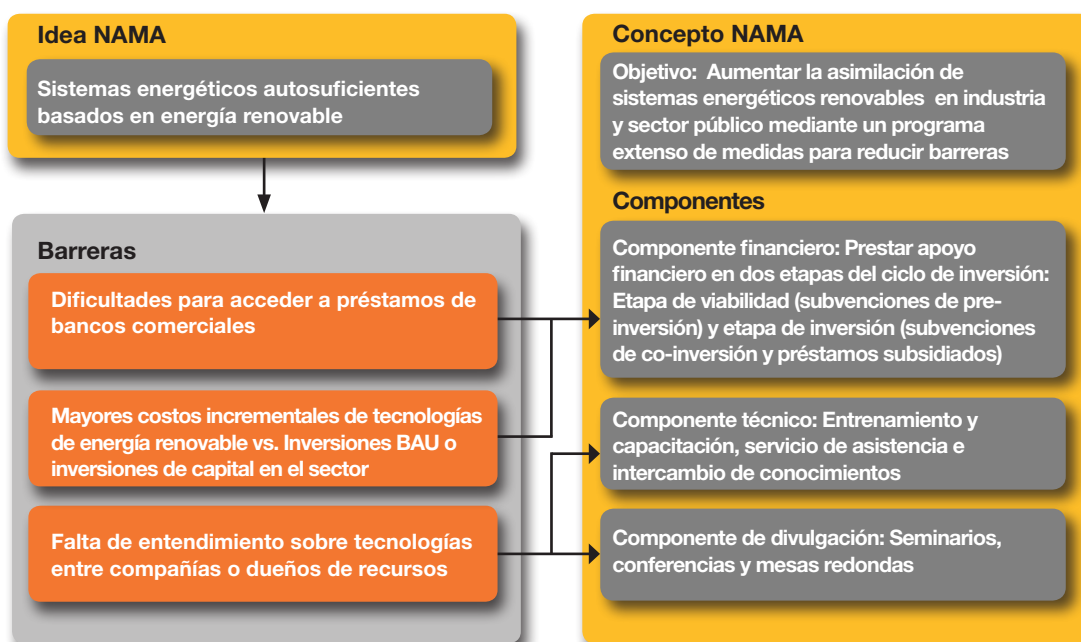 Idea NAMA
Sistemas energéticos autosuficientes
basados en energía renovable
Barreras
Dificultades para acceder a préstamos de
bancos comerciales
Mayores costos incrementales de tecnologías
de energía renovable vs. Inversiones BAU o
inversiones de capital en el sector
Falta de entendimiento sobre tecnologías
entre compañías o dueños de recursos
Concepto NAMA
Objetivo: Aumentar la asimilación de
sistemas energéticos renovables en industria
y sector público mediante un programa
extenso de medidas para reducir barreras
Componentes
Componente financiero: Prestar apoyo
financiero en dos etapas del ciclo de inversión:
Etapa de viabilidad (subvenciones de pre-
inversión) y etapa de inversión (subvenciones
de co-inversión y préstamos subsidiados)
Componente técnico: Entrenamiento y
capacitación, servicio de asistencia e
intercambio de conocimientos
Componente de divulgación: Seminarios,
conferencias y mesas redondas